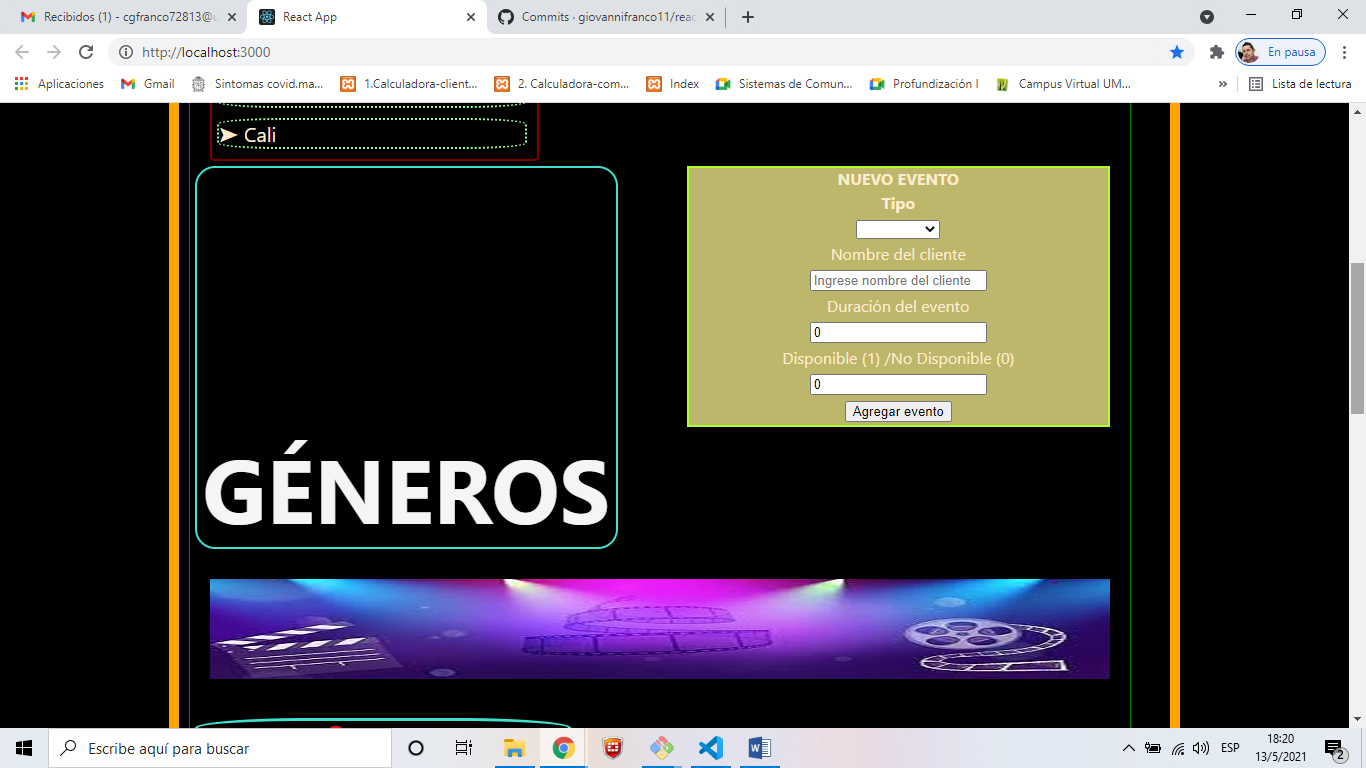 Recibidos (1) - cgfranco72813@u
React App
Commits · giovannifranco11/reac
http://localhost:3000
En pausa
Aplicaciones
Gmail
Sintomas covid.ma...
1.Calculadora-client...
2. Calculadora-com...
Index
Sistemas de Comun...
Profundización I
Campus Virtual UM...
»
Lista de lectura
➤ Cali
NUEVO EVENTO
Tipo
Nombre del cliente
Ingrese nombre del cliente
Duración del evento
0
Disponible (1) /No Disponible (0)
0
Agregar evento
GÉNEROS
Escribe aquí para buscar
ESP
18:20
13/5/2021
2